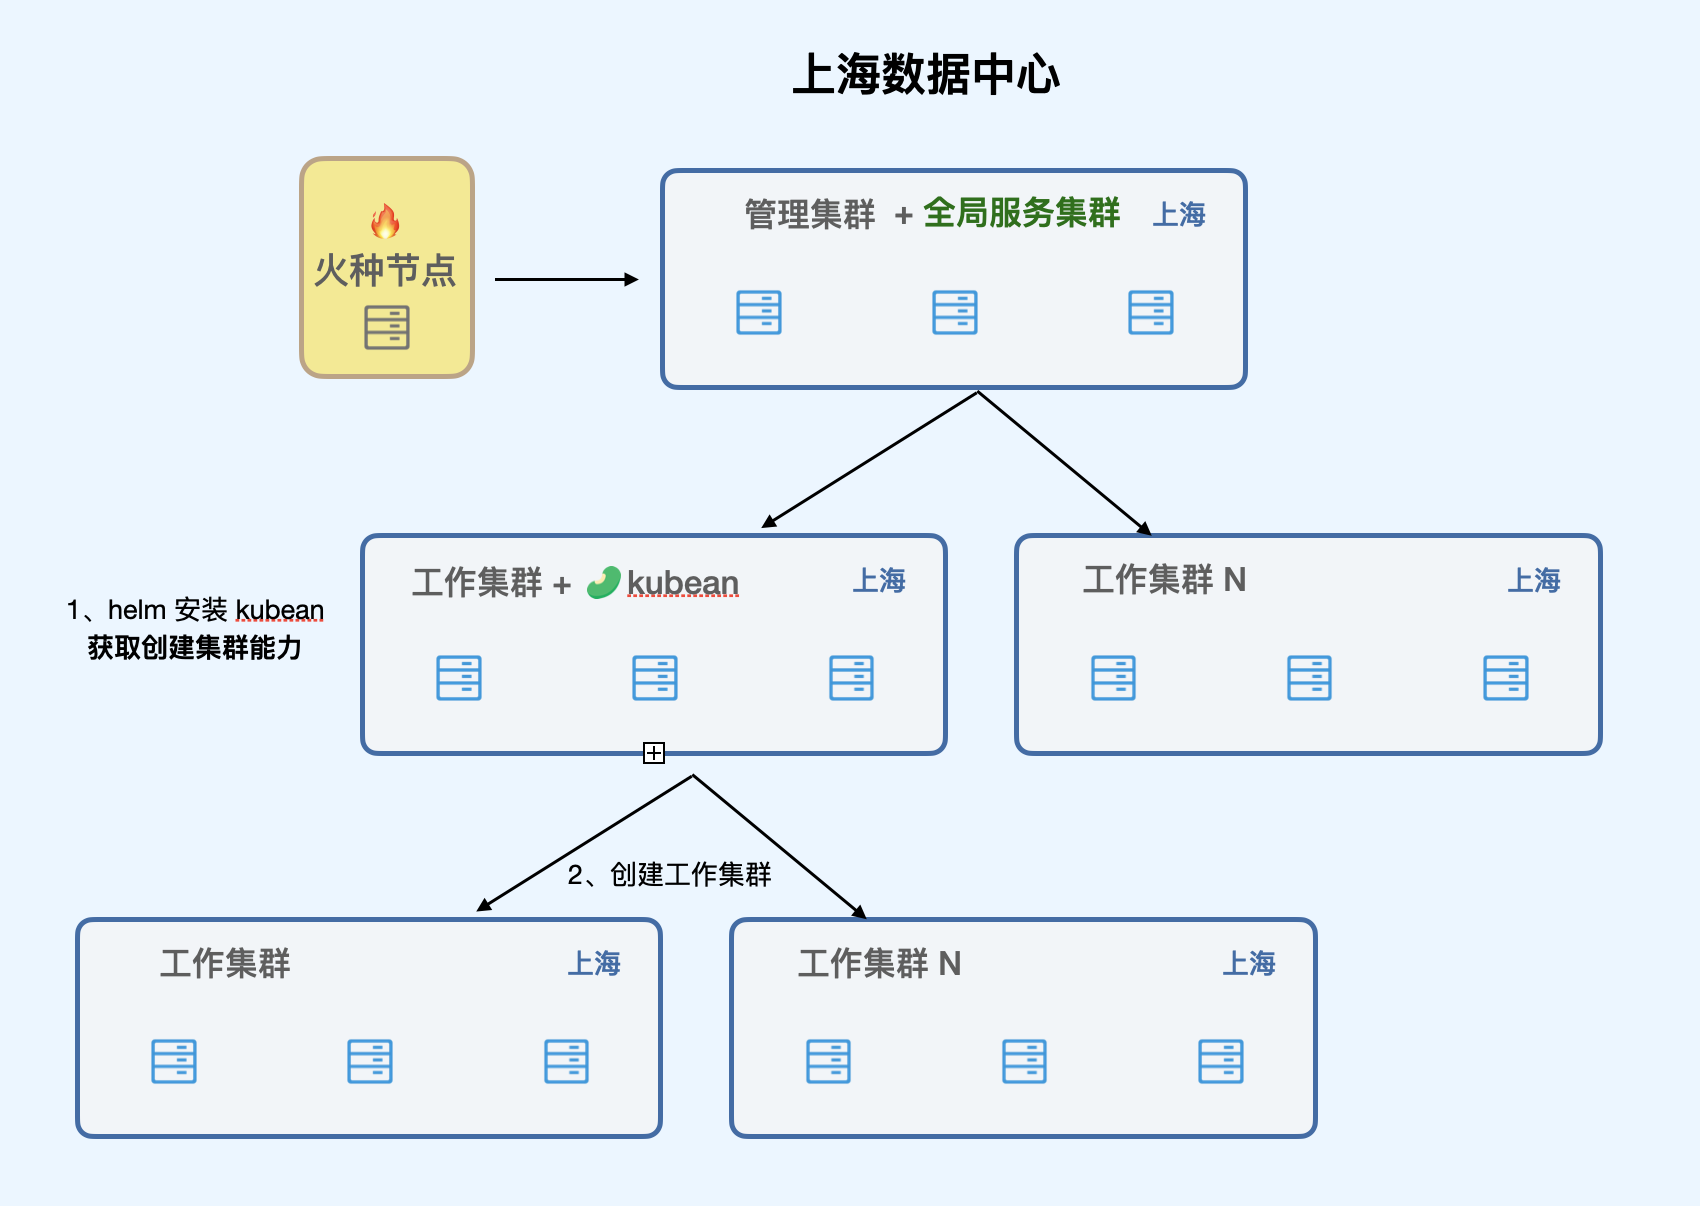 上海数据中心
火种节点
管理集群 + 全局服务集群 上海
工作集群 + kubean 上海
工作集群 N 上海
1、helm 安装 kubean
获取创建集群能力
2、创建工作集群
工作集群 上海
工作集群 N 上海